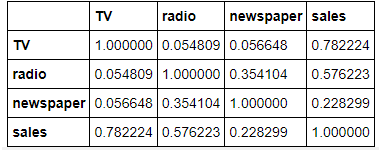 TV radio newspaper sales
TV 1.000000 0.054809 0.056648 0.782224
radio 0.054809 1.000000 0.354104 0.576223
newspaper 0.056648 0.354104 1.000000 0.228299
sales 0.782224 0.576223 0.228299 1.000000